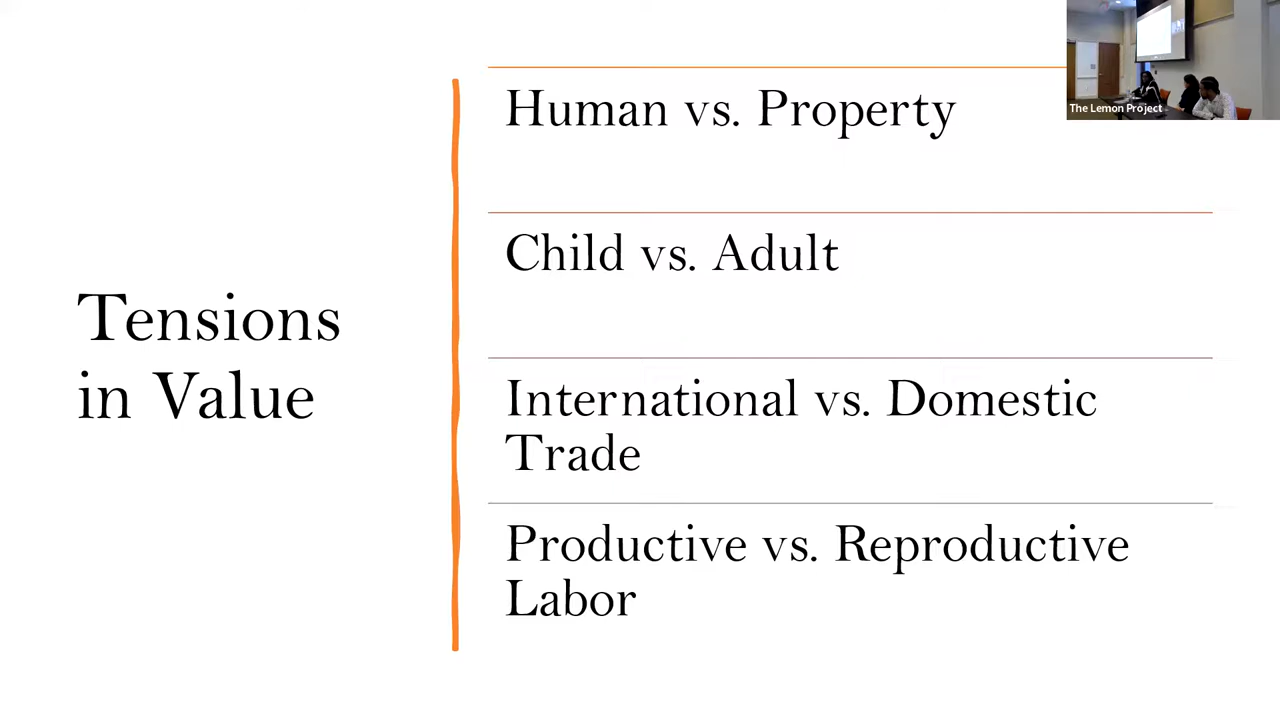 Tensions
in Value
Human vs. Property
Child vs. Adult
International vs. Domestic
Trade
Productive vs. Reproductive
Labor
The Lemon Project